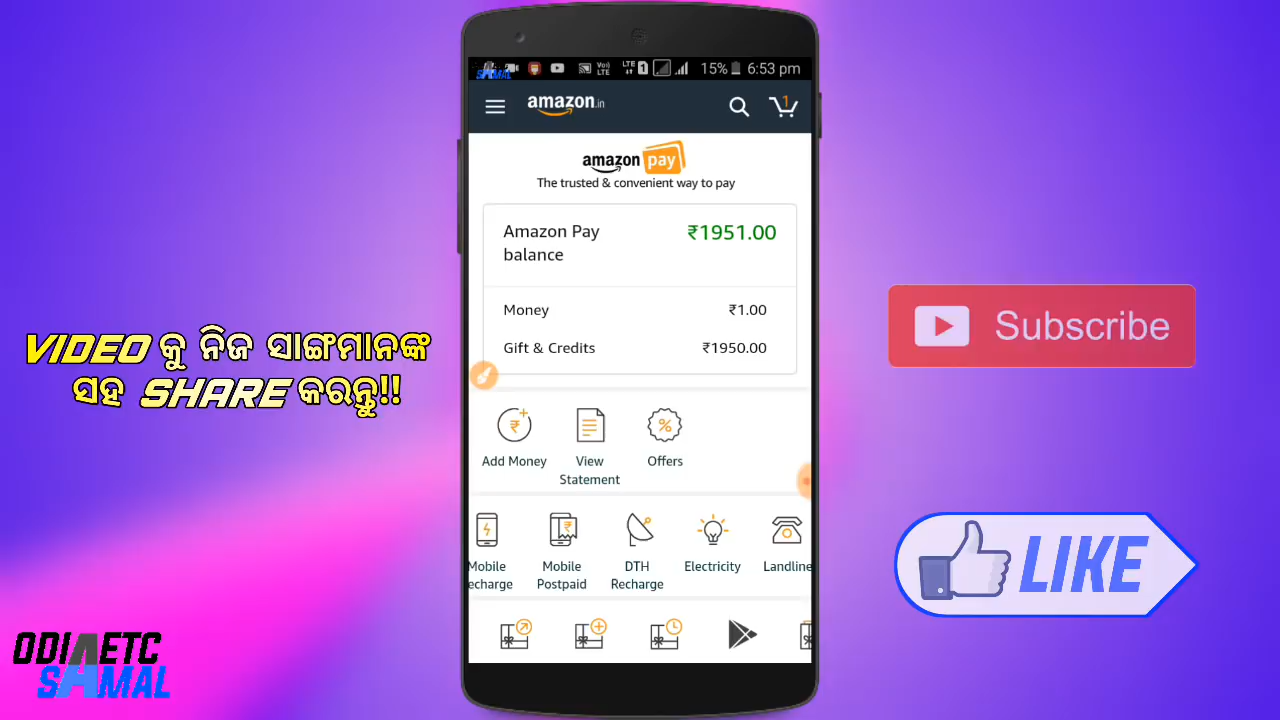 15% 6:53 pm
amazon.in
1
amazon pay
The trusted & convenient way to pay
Amazon Pay balance
₹1951.00
Money ₹1.00
Gift & Credits ₹1950.00
Add Money
View Statement
Offers
Mobile
echarge
Mobile Postpaid
DTH Recharge
Electricity
Landline
VIDEO କୁ ନିଜ ସାଙ୍ଗମାନଙ୍କ
ସହ SHARE କରନ୍ତୁ!!
Subscribe
LIKE
ODIA ETC
SAMAL